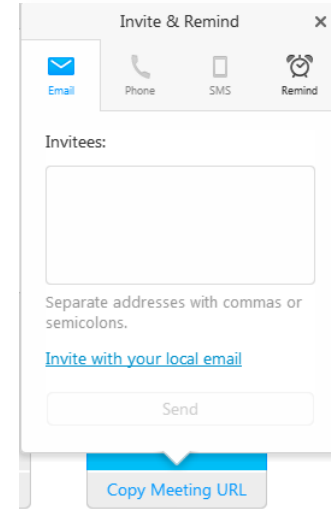 Invite & Remind
Email Phone SMS Remind
Invitees:
Separate addresses with commas or
semicolons.
Invite with your local email
Send
Copy Meeting URL